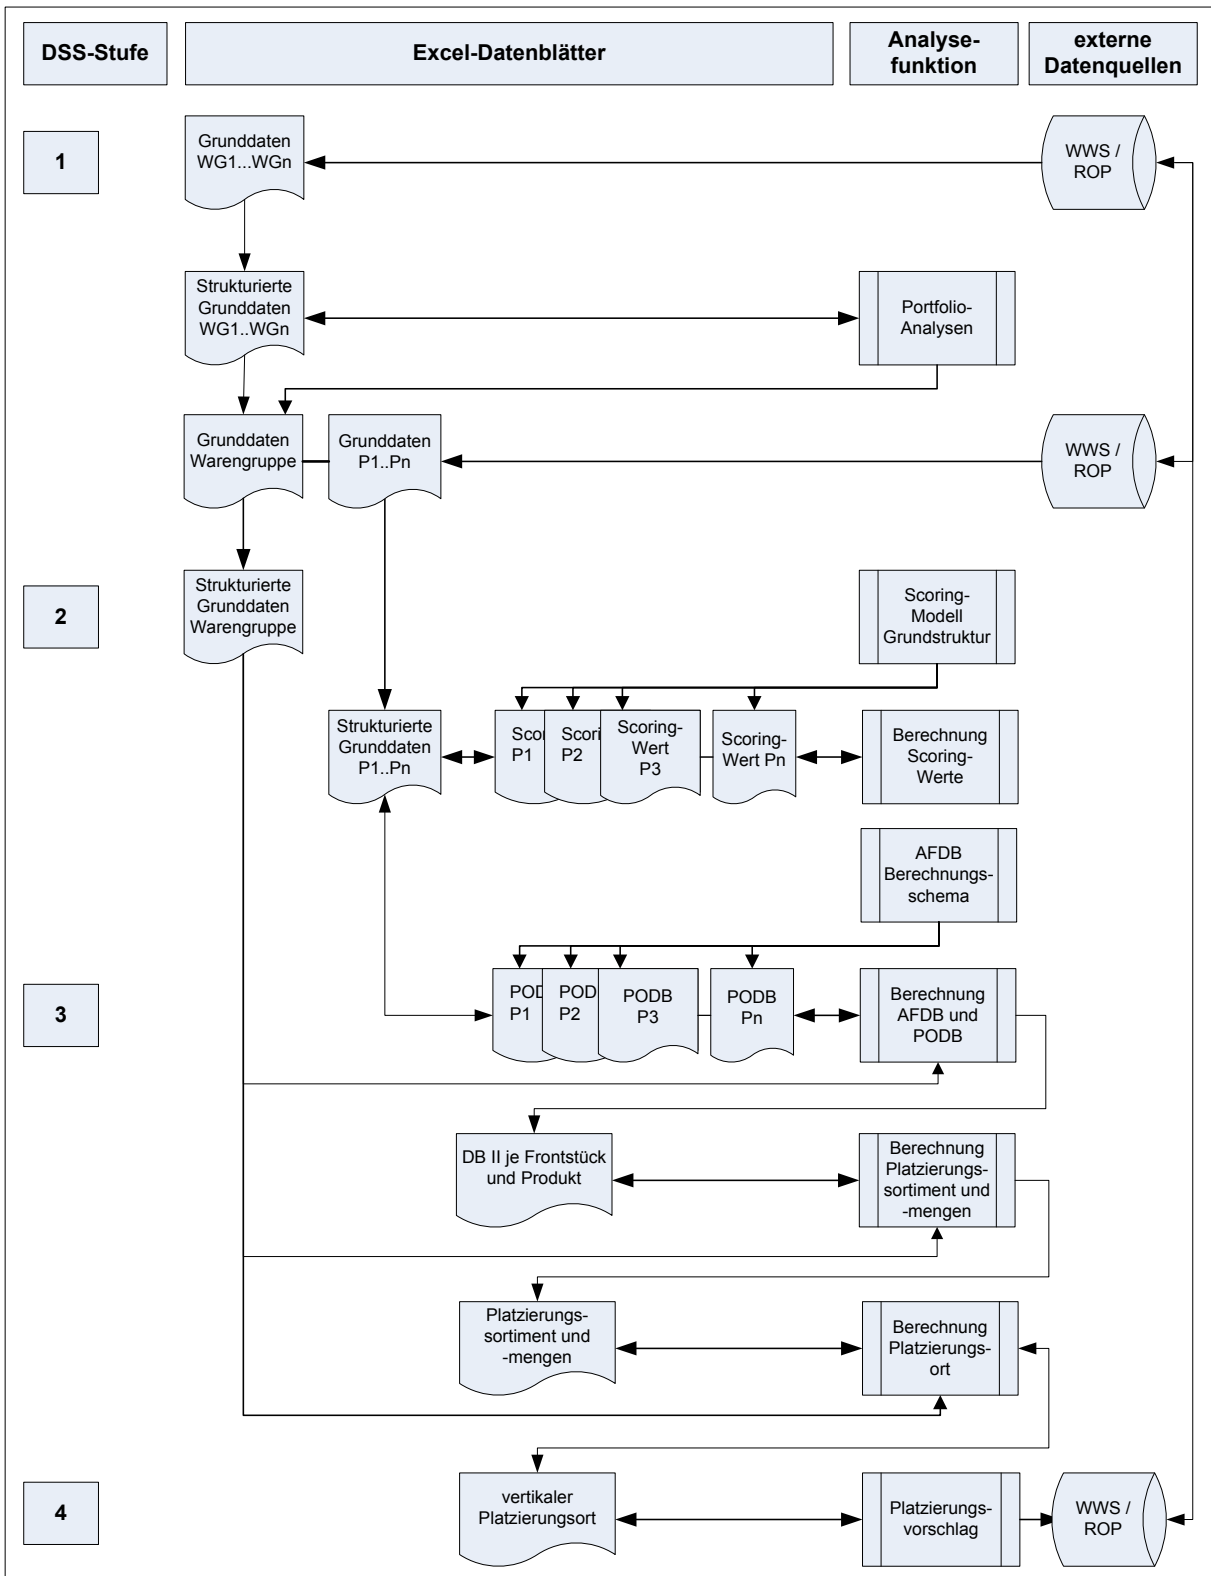 DSS-Stufe
Excel-Datenblätter
Analyse-
funktion
externe
Datenquellen
1
Grunddaten
WG1...WGn
WWS /
ROP
Strukturierte
Grunddaten
WG1..WGn
Portfolio-
Analysen
Grunddaten
Warengruppe
Grunddaten
P1..Pn
WWS /
ROP
2
Strukturierte
Grunddaten
Warengruppe
Scoring-
Modell
Grundstruktur
Strukturierte
Grunddaten
P1..Pn
Scor
P1
Scori
P2
Scoring-
Wert
P3
Scoring-
Wert Pn
Berechnung
Scoring-
Werte
AFDB
Berechnungs-
schema
3
POD
P1
POD
P2
PODB
P3
PODB
Pn
Berechnung
AFDB und
PODB
DB II je Frontstück
und Produkt
Berechnung
Platzierungs-
sortiment und
-mengen
Platzierungs-
sortiment und
-mengen
Berechnung
Platzierungs-
ort
4
vertikaler
Platzierungsort
Platzierungs-
vorschlag
WWS /
ROP